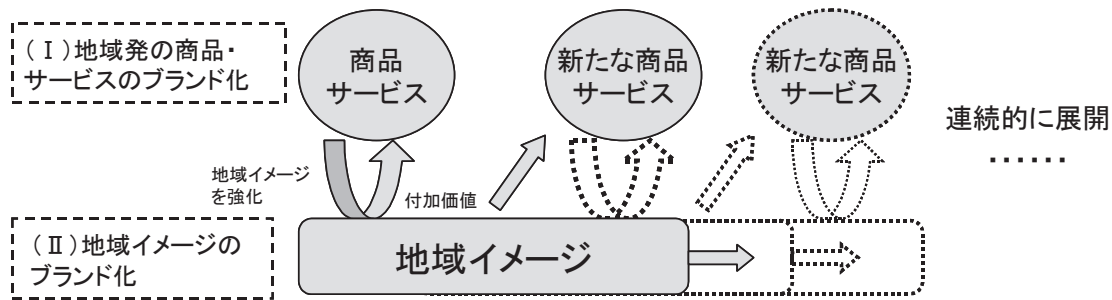 (Ⅰ)地域発の商品・
サービスのブランド化
商品
サービス
新たな商品
サービス
新たな商品
サービス
連続的に展開
・・・・・・
地域イメージ
を強化
付加価値
(Ⅱ)地域イメージの
ブランド化
地域イメージ